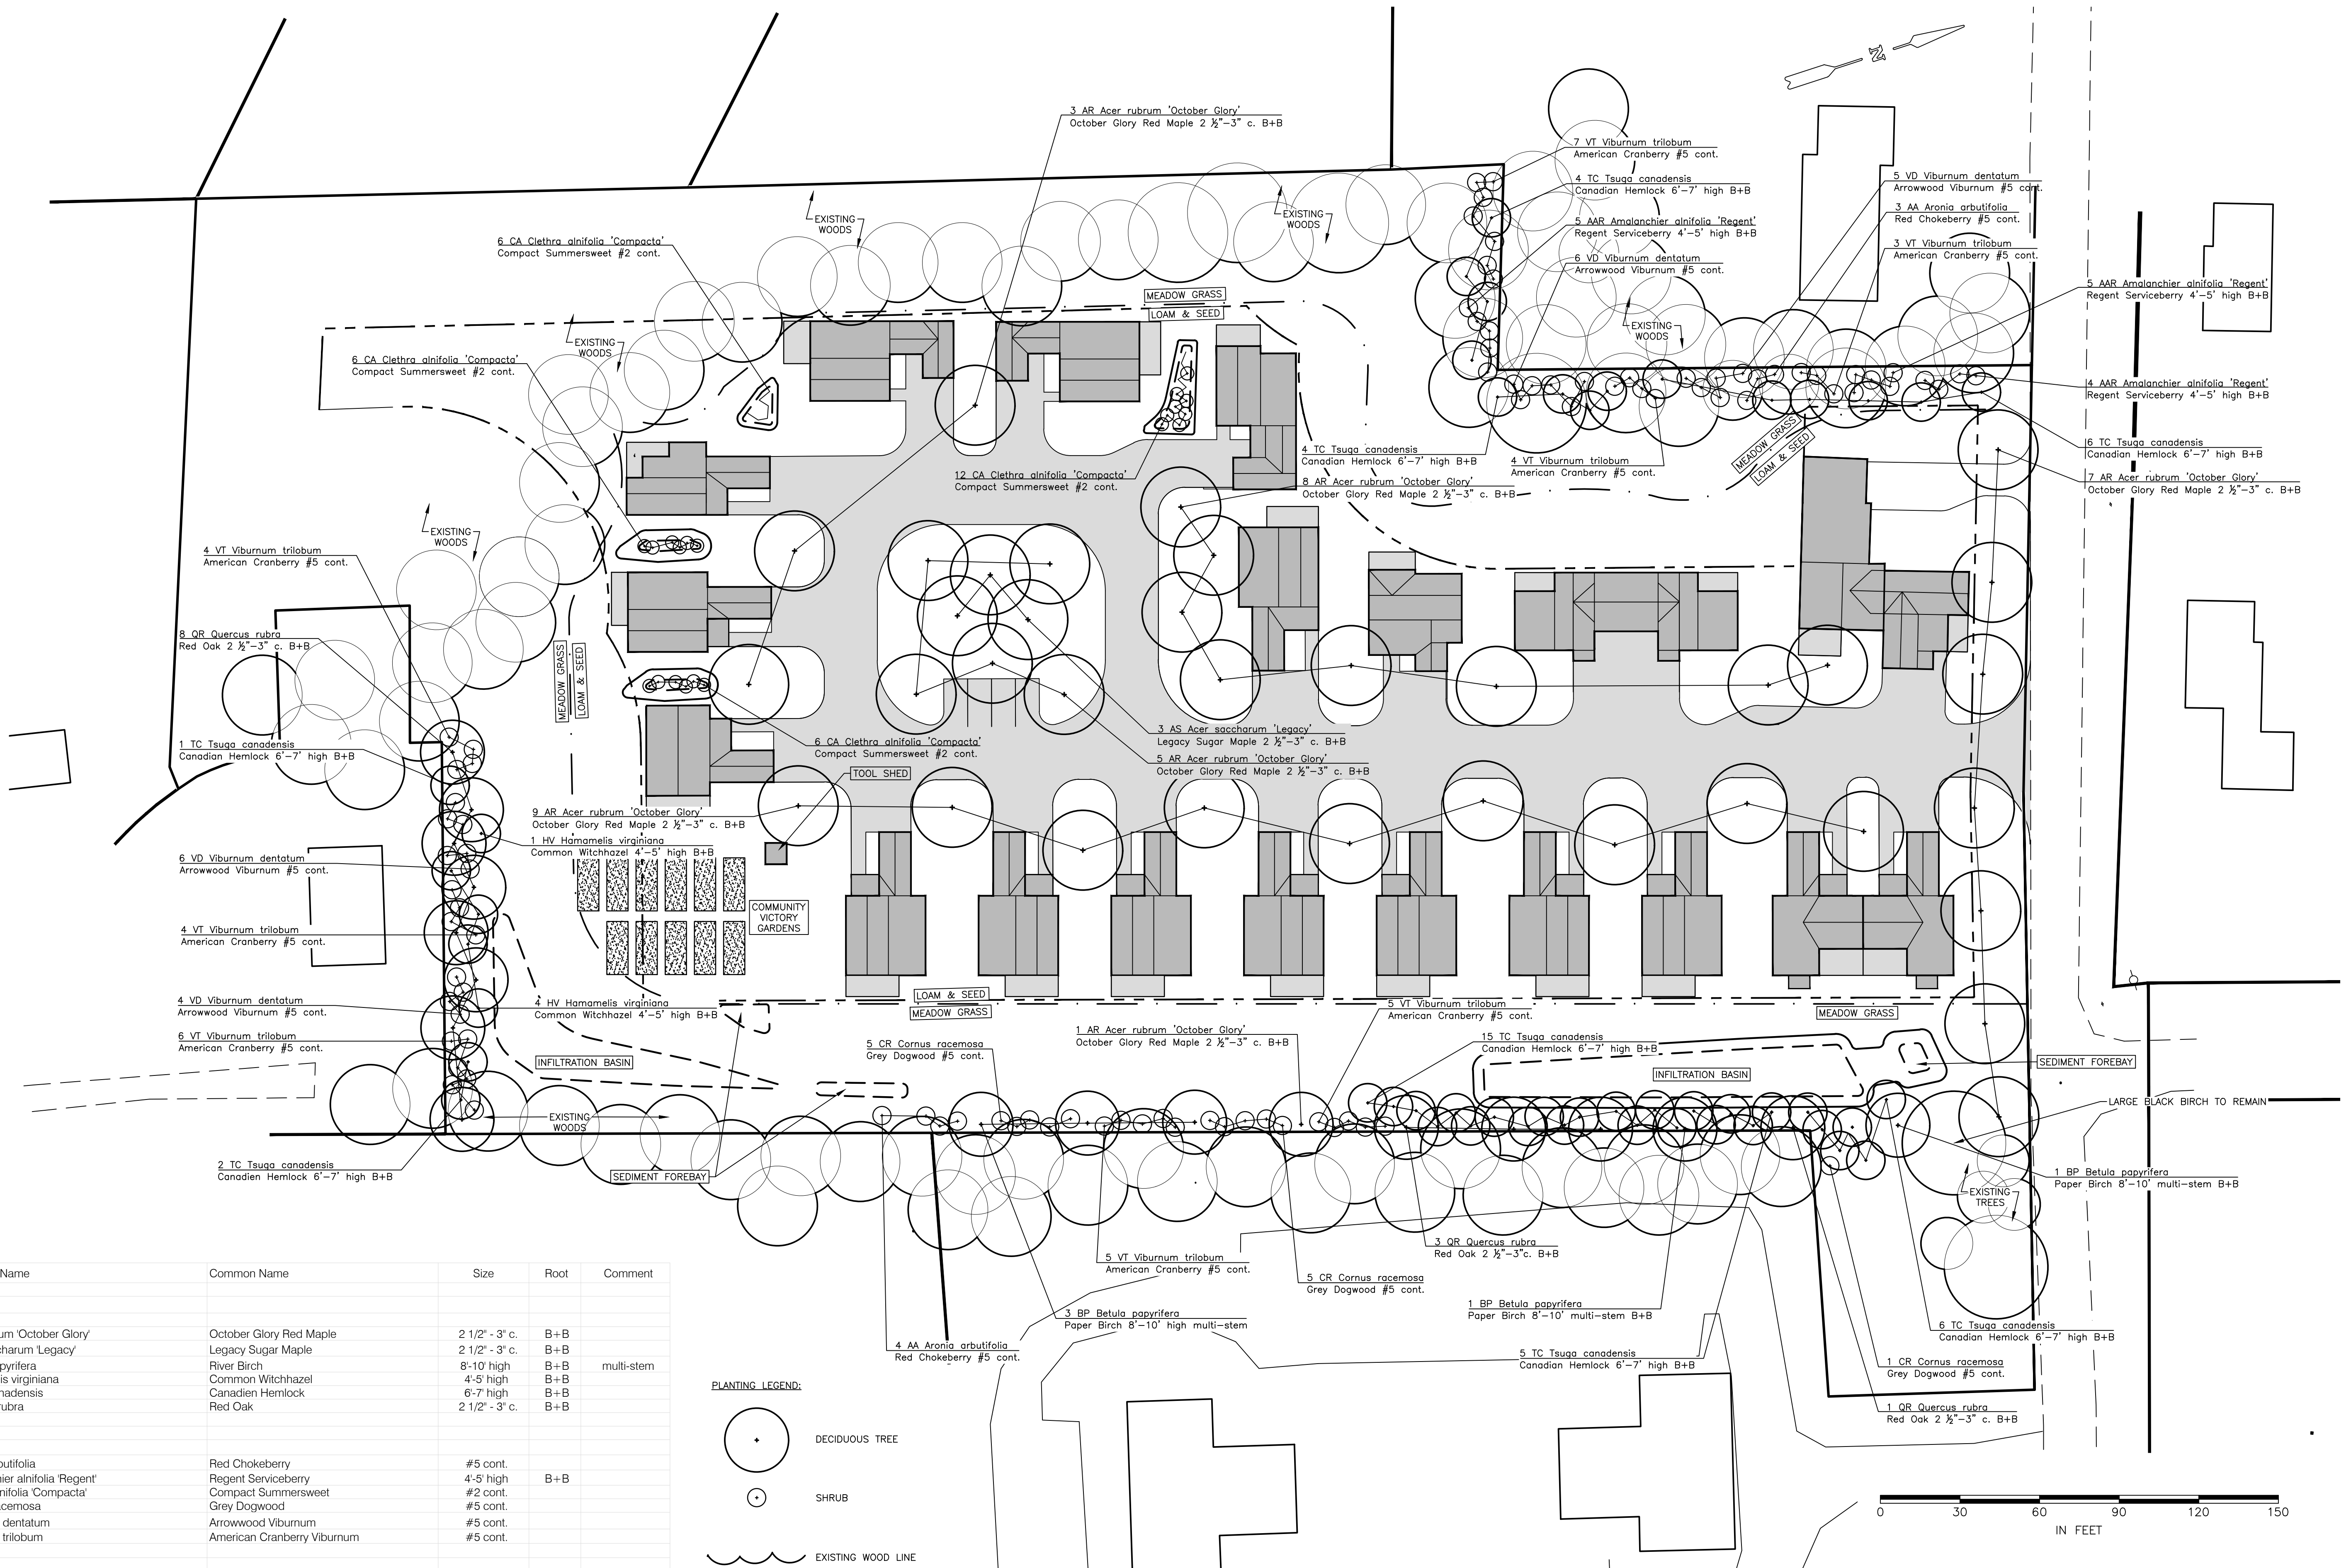 N
3 AR Acer rubrum 'October Glory'
October Glory Red Maple 2 ½"-3" c. B+B
7 VT Viburnum trilobum
American Cranberry #5 cont.
4 TC Tsuga canadensis
Canadian Hemlock 6'-7' high B+B
5 AAR Amalanchier alnifolia 'Regent'
Regent Serviceberry 4'-5' high B+B
6 VD Viburnum dentatum
Arrowwood Viburnum #5 cont.
5 VD Viburnum dentatum
Arrowwood Viburnum #5 cont.
3 AA Aronia arbutifolia
Red Chokeberry #5 cont.
3 VT Viburnum trilobum
American Cranberry #5 cont.
5 AAR Amalanchier alnifolia 'Regent'
Regent Serviceberry 4'-5' high B+B
4 AAR Amalanchier alnifolia 'Regent'
Regent Serviceberry 4'-5' high B+B
6 TC Tsuga canadensis
Canadian Hemlock 6'-7' high B+B
7 AR Acer rubrum 'October Glory'
October Glory Red Maple 2 ½"-3" c. B+B
EXISTING
WOODS
EXISTING
WOODS
EXISTING
WOODS
EXISTING
WOODS
EXISTING
WOODS
6 CA Clethra alnifolia 'Compacta'
Compact Summersweet #2 cont.
6 CA Clethra alnifolia 'Compacta'
Compact Summersweet #2 cont.
MEADOW GRASS
LOAM & SEED
MEADOW GRASS
LOAM & SEED
12 CA Clethra alnifolia 'Compacta'
Compact Summersweet #2 cont.
4 TC Tsuga canadensis
Canadian Hemlock 6'-7' high B+B
4 VT Viburnum trilobum
American Cranberry #5 cont.
8 AR Acer rubrum 'October Glory'
October Glory Red Maple 2 ½"-3" c. B+B
4 VT Viburnum trilobum
American Cranberry #5 cont.
8 QR Quercus rubra
Red Oak 2 ½"-3" c. B+B
MEADOW GRASS
LOAM & SEED
1 TC Tsuga canadensis
Canadian Hemlock 6'-7' high B+B
3 AS Acer saccharum 'Legacy'
Legacy Sugar Maple 2 ½"-3" c. B+B
5 AR Acer rubrum 'October Glory'
October Glory Red Maple 2 ½"-3" c. B+B
6 CA Clethra alnifolia 'Compacta'
Compact Summersweet #2 cont.
TOOL SHED
9 AR Acer rubrum 'October Glory'
October Glory Red Maple 2 ½"-3" c. B+B
1 HV Hamamelis virginiana
Common Witchhazel 4'-5' high B+B
6 VD Viburnum dentatum
Arrowwood Viburnum #5 cont.
COMMUNITY
VICTORY
GARDENS
4 VT Viburnum trilobum
American Cranberry #5 cont.
4 VD Viburnum dentatum
Arrowwood Viburnum #5 cont.
4 HV Hamamelis virginiana
Common Witchhazel 4'-5' high B+B
LOAM & SEED
MEADOW GRASS
5 VT Viburnum trilobum
American Cranberry #5 cont.
MEADOW GRASS
6 VT Viburnum trilobum
American Cranberry #5 cont.
1 AR Acer rubrum 'October Glory'
October Glory Red Maple 2 ½"-3" c. B+B
5 CR Cornus racemosa
Grey Dogwood #5 cont.
15 TC Tsuga canadensis
Canadian Hemlock 6'-7' high B+B
INFILTRATION BASIN
INFILTRATION BASIN
SEDIMENT FOREBAY
LARGE BLACK BIRCH TO REMAIN
EXISTING
WOODS
2 TC Tsuga canadensis
Canadien Hemlock 6'-7' high B+B
SEDIMENT FOREBAY
1 BP Betula papyrifera
Paper Birch 8'-10' multi-stem B+B
EXISTING
TREES
3 QR Quercus rubra
Red Oak 2 ½"-3"c. B+B
5 VT Viburnum trilobum
American Cranberry #5 cont.
5 CR Cornus racemosa
Grey Dogwood #5 cont.
3 BP Betula papyrifera
Paper Birch 8'-10' high multi-stem
1 BP Betula papyrifera
Paper Birch 8'-10' multi-stem B+B
6 TC Tsuga canadensis
Canadian Hemlock 6'-7' high B+B
4 AA Aronia arbutifolia
Red Chokeberry #5 cont.
5 TC Tsuga canadensis
Canadian Hemlock 6'-7' high B+B
1 CR Cornus racemosa
Grey Dogwood #5 cont.
1 QR Quercus rubra
Red Oak 2 ½"-3" c. B+B
Name Common Name Size Root Comment
um 'October Glory' October Glory Red Maple 2 1/2" - 3" c. B+B
charum 'Legacy' Legacy Sugar Maple 2 1/2" - 3" c. B+B
pyrifera River Birch 8'-10' high B+B multi-stem
is virginiana Common Witchhazel 4'-5' high B+B
nadensis Canadien Hemlock 6'-7' high B+B
rubra Red Oak 2 1/2" - 3" c. B+B
outifolia Red Chokeberry #5 cont.
hier alnifolia 'Regent' Regent Serviceberry 4'-5' high B+B
nifolia 'Compacta' Compact Summersweet #2 cont.
cemosa Grey Dogwood #5 cont.
dentatum Arrowwood Viburnum #5 cont.
trilobum American Cranberry Viburnum #5 cont.
PLANTING LEGEND:
DECIDUOUS TREE
SHRUB
EXISTING WOOD LINE
0 30 60 90 120 150
IN FEET